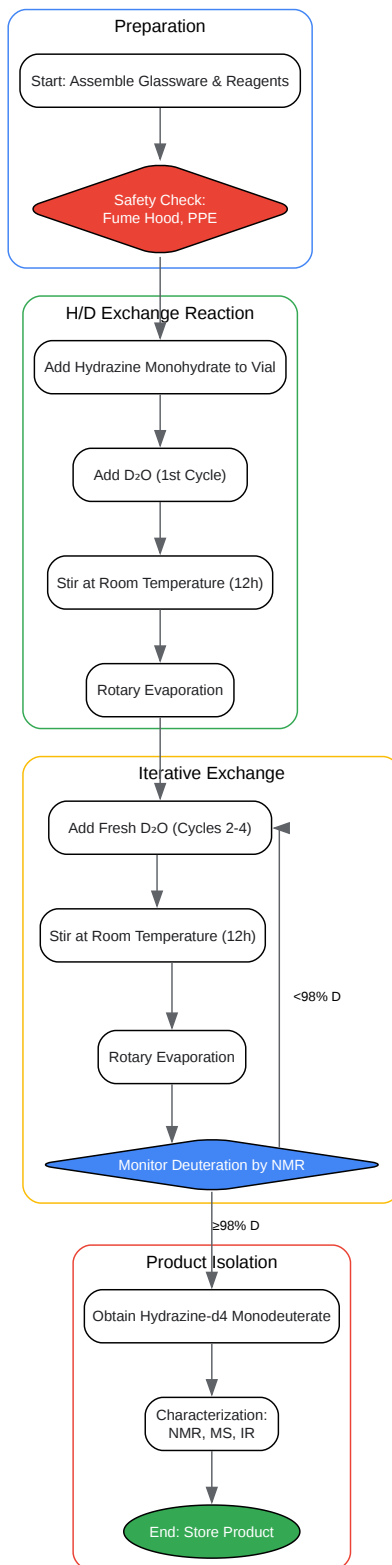 Preparation
Start: Assemble Glassware & Reagents
Safety Check:
Fume Hood, PPE
H/D Exchange Reaction
Add Hydrazine Monohydrate to Vial
Add D₂O (1st Cycle)
Stir at Room Temperature (12h)
Rotary Evaporation
Iterative Exchange
Add Fresh D₂O (Cycles 2-4)
Stir at Room Temperature (12h)
<98% D
Rotary Evaporation
Monitor Deuteration by NMR
≥98% D
Product Isolation
Obtain Hydrazine-d4 Monodeuterate
Characterization:
NMR, MS, IR
End: Store Product